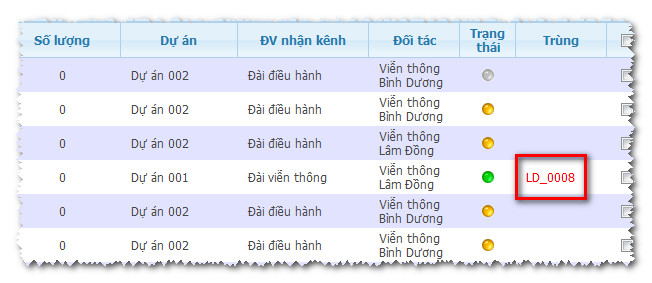 Số lượng Dự án ĐV nhận kênh Đối tác Trạng thái Trùng
0 Dự án 002 Đài điều hành Viễn thông Bình Dương
0 Dự án 002 Đài điều hành Viễn thông Bình Dương
0 Dự án 002 Đài điều hành Viễn thông Lâm Đồng
0 Dự án 001 Đài viễn thông Viễn thông Lâm Đồng LD_0008
0 Dự án 002 Đài điều hành Viễn thông Bình Dương
0 Dự án 002 Đài điều hành Viễn thông Bình Dương